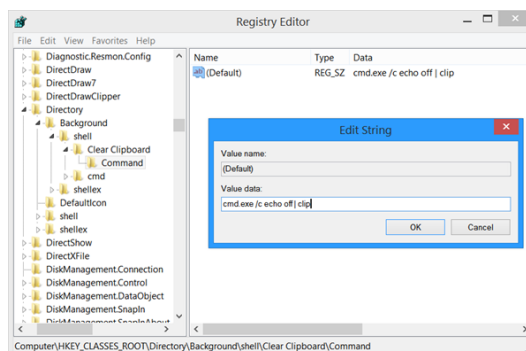 Registry Editor
File Edit View Favorites Help
Diagnostic.Resmon.Config
DirectDraw
DirectDraw7
DirectDrawClipper
Directory
Background
shell
Clear Clipboard
Command
cmd
shellex
DefaultIcon
shell
shellex
DirectShow
DirectXFile
DiskManagement.Connection
DiskManagement.Control
DiskManagement.DataObject
DiskManagement.SnapIn
DiskManagement.SnapInAbout
Name Type Data
ab (Default) REG_SZ cmd.exe /c echo off | clip
Edit String
Value name:
(Default)
Value data:
cmd.exe /c echo off | clip
OK Cancel
Computer\HKEY_CLASSES_ROOT\Directory\Background\shell\Clear Clipboard\Command